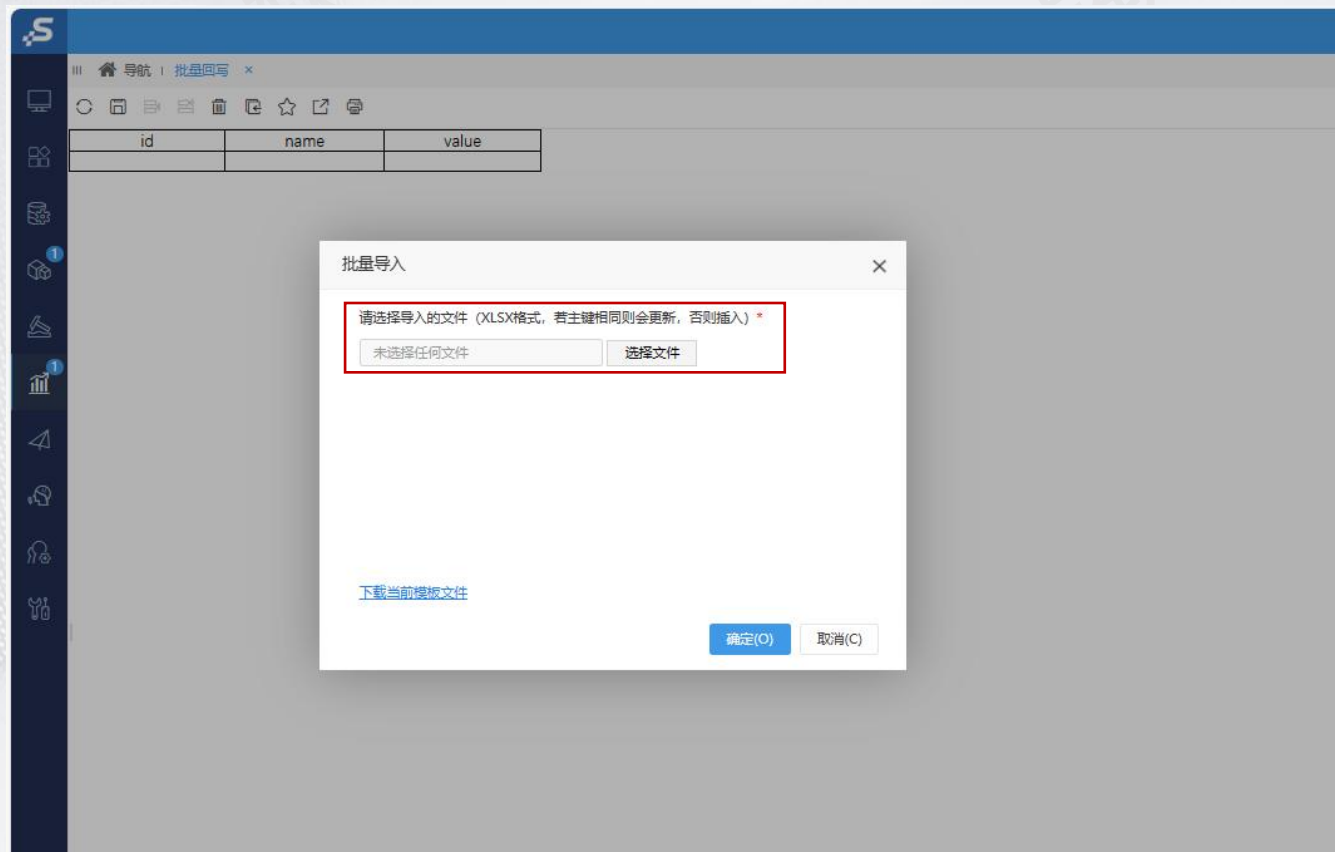 S
导航 批量回写 ×
id name value
1
1
批量导入
请选择导入的文件（XLSX格式，若主键相同则会更新，否则插入）*
未选择任何文件 选择文件
下载当前模板文件
确定(O) 取消(C)